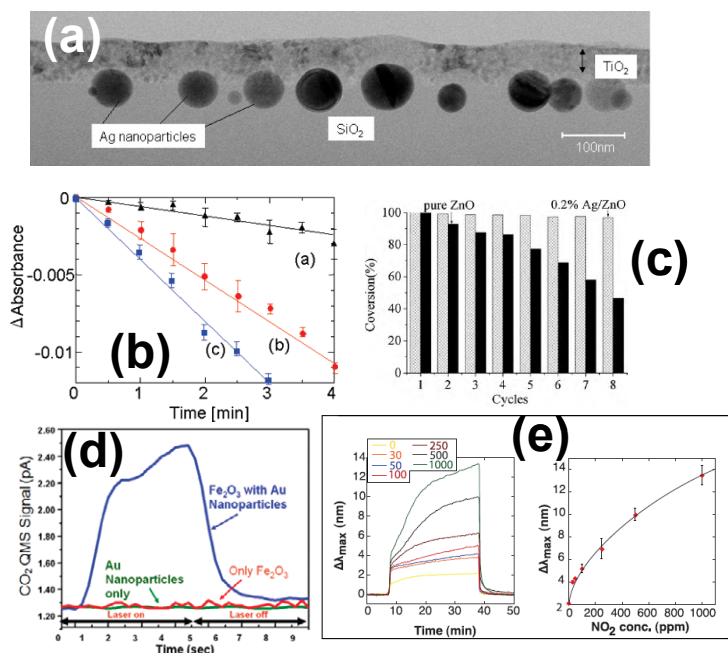 (a)
TiO2
Ag nanoparticles
SiO2
100nm
(b)
0
-0.005
-0.01
Δ Absorbance
(a)
(b)
(c)
0 1 2 3 4
Time [min]
(c)
pure ZnO 0.2% Ag/ZnO
100
80
60
40
20
0
Coversion(%)
1 2 3 4 5 6 7 8
Cycles
(d)
2.60
2.40
2.20
2.00
1.80
1.60
1.40
1.20
CO2 QMS Signal (pA)
Fe2O3 with Au
Nanoparticles
Au
Nanoparticles
only
Only Fe2O3
Laser on Laser off
0 1 2 3 4 5 6 7 8 9
Time (sec)
(e)
0 250
30 500
50 1000
100
14
12
10
8
6
4
2
0
Δλmax
(nm)
0 10 20 30 40 50
Time (min)
14
12
10
8
6
4
2
Δλmax
(nm)
0 200 400 600 800 1000
NO2 conc. (ppm)